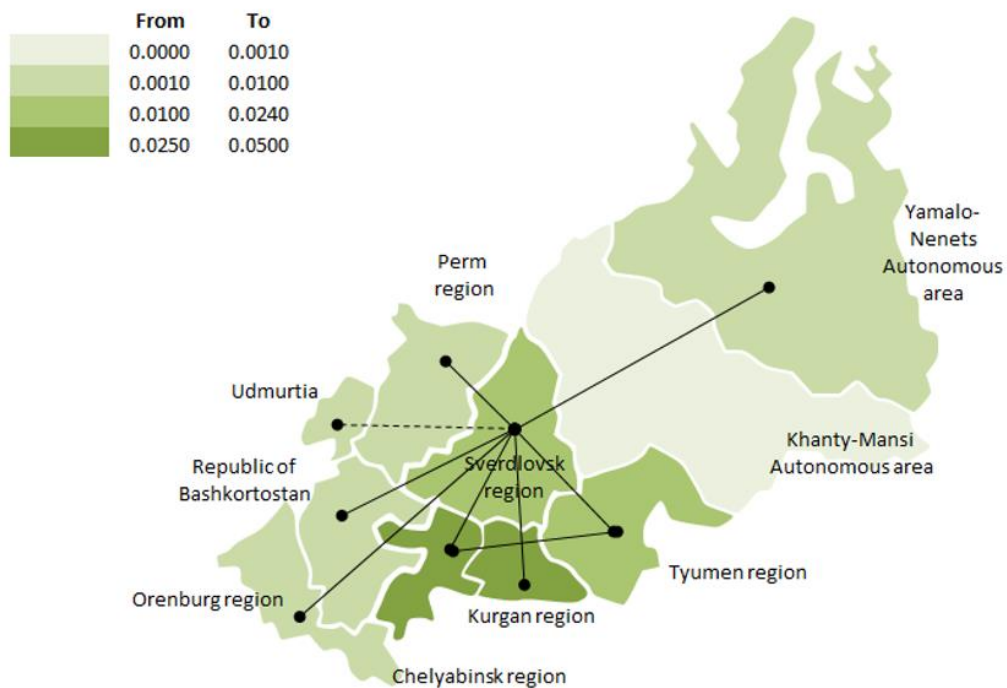 From To
0.0000 0.0010
0.0010 0.0100
0.0100 0.0240
0.0250 0.0500
Yamalo-
Nenets
Autonomous
area
Perm
region
Udmurtia
Khanty-Mansi
Autonomous area
Republic of
Bashkortostan
Sverdlovsk
region
Tyumen region
Orenburg region
Kurgan region
Chelyabinsk region